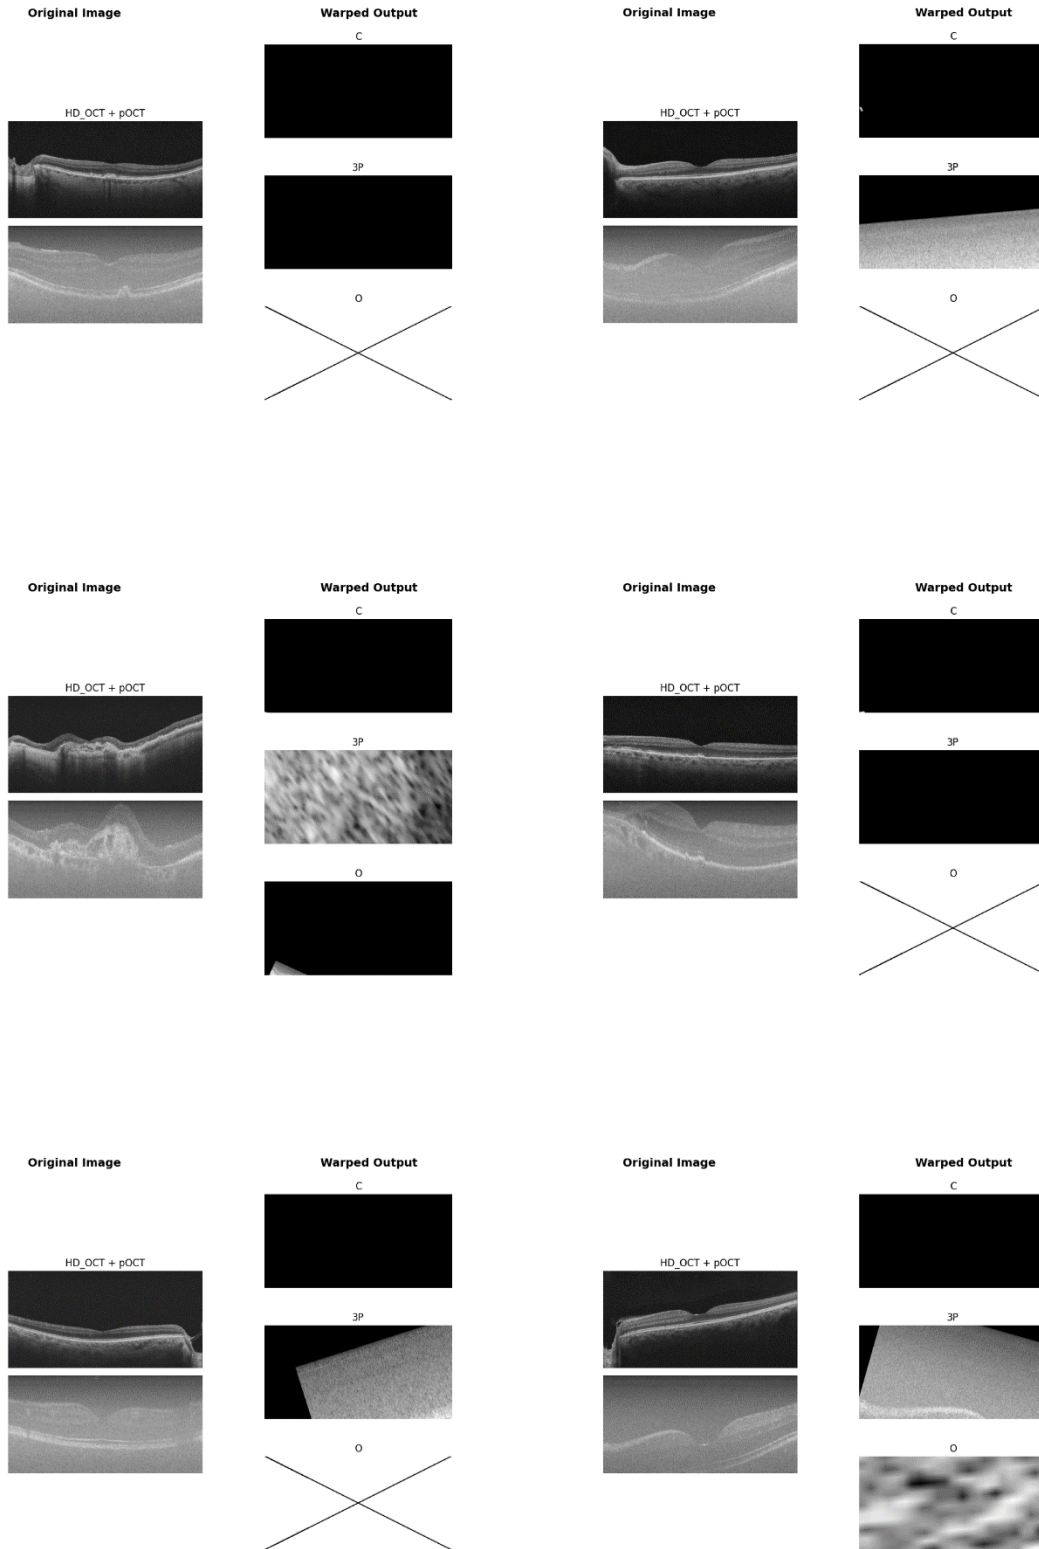 Original Image
Warped Output
C
HD_OCT + pOCT
3P
O
Original Image
Warped Output
C
HD_OCT + pOCT
3P
O
Original Image
Warped Output
C
HD_OCT + pOCT
3P
O
Original Image
Warped Output
C
HD_OCT + pOCT
3P
O
Original Image
Warped Output
C
HD_OCT + pOCT
3P
O
Original Image
Warped Output
C
HD_OCT + pOCT
3P
O